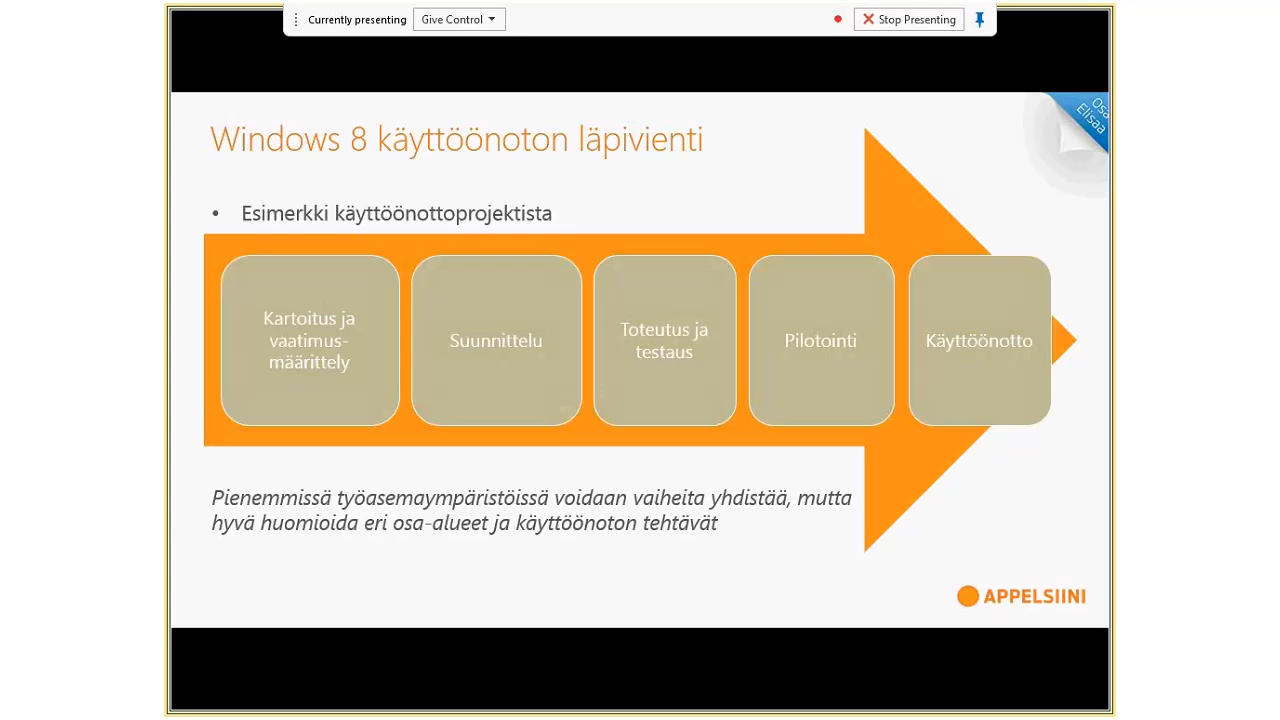 Currently presenting
Give Control
Stop Presenting
Osa
Elisaa
Windows 8 käyttöönoton läpivienti
• Esimerkki käyttöönottoprojektista
Kartoitus ja
vaatimus-
määrittely
Suunnittelu
Toteutus ja
testaus
Pilotointi
Käyttöönotto
Pienemmissä työasemaympäristöissä voidaan vaiheita yhdistää, mutta
hyvä huomioida eri osa-alueet ja käyttöönoton tehtävät
APPELSIINI